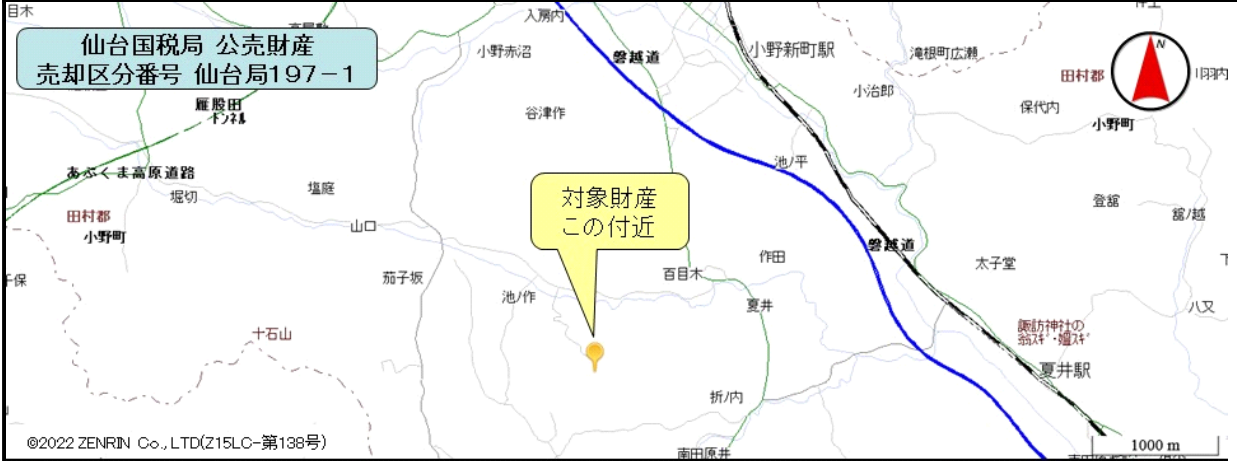 仙台国税局 公売財産
売却区分番号 仙台局197-1
入房内
小野赤沼
磐越道
小野新町駅
滝根町広瀬
田村郡
小治郎
保代内
小野町
N
雁股田
トンネル
谷津作
あぶくま高原道路
堀切
塩庭
池ノ平
田村郡
小野町
山口
対象財産
この付近
登舘
舘ノ越
茄子坂
池ノ作
百目木
作田
磐越道
太子堂
夏井
八又
十石山
諏訪神社の
翁スギ・媼スギ
夏井駅
折ノ内
南田原井
©2022 ZENRIN Co., LTD(Z15LC-第138号)
1000 m